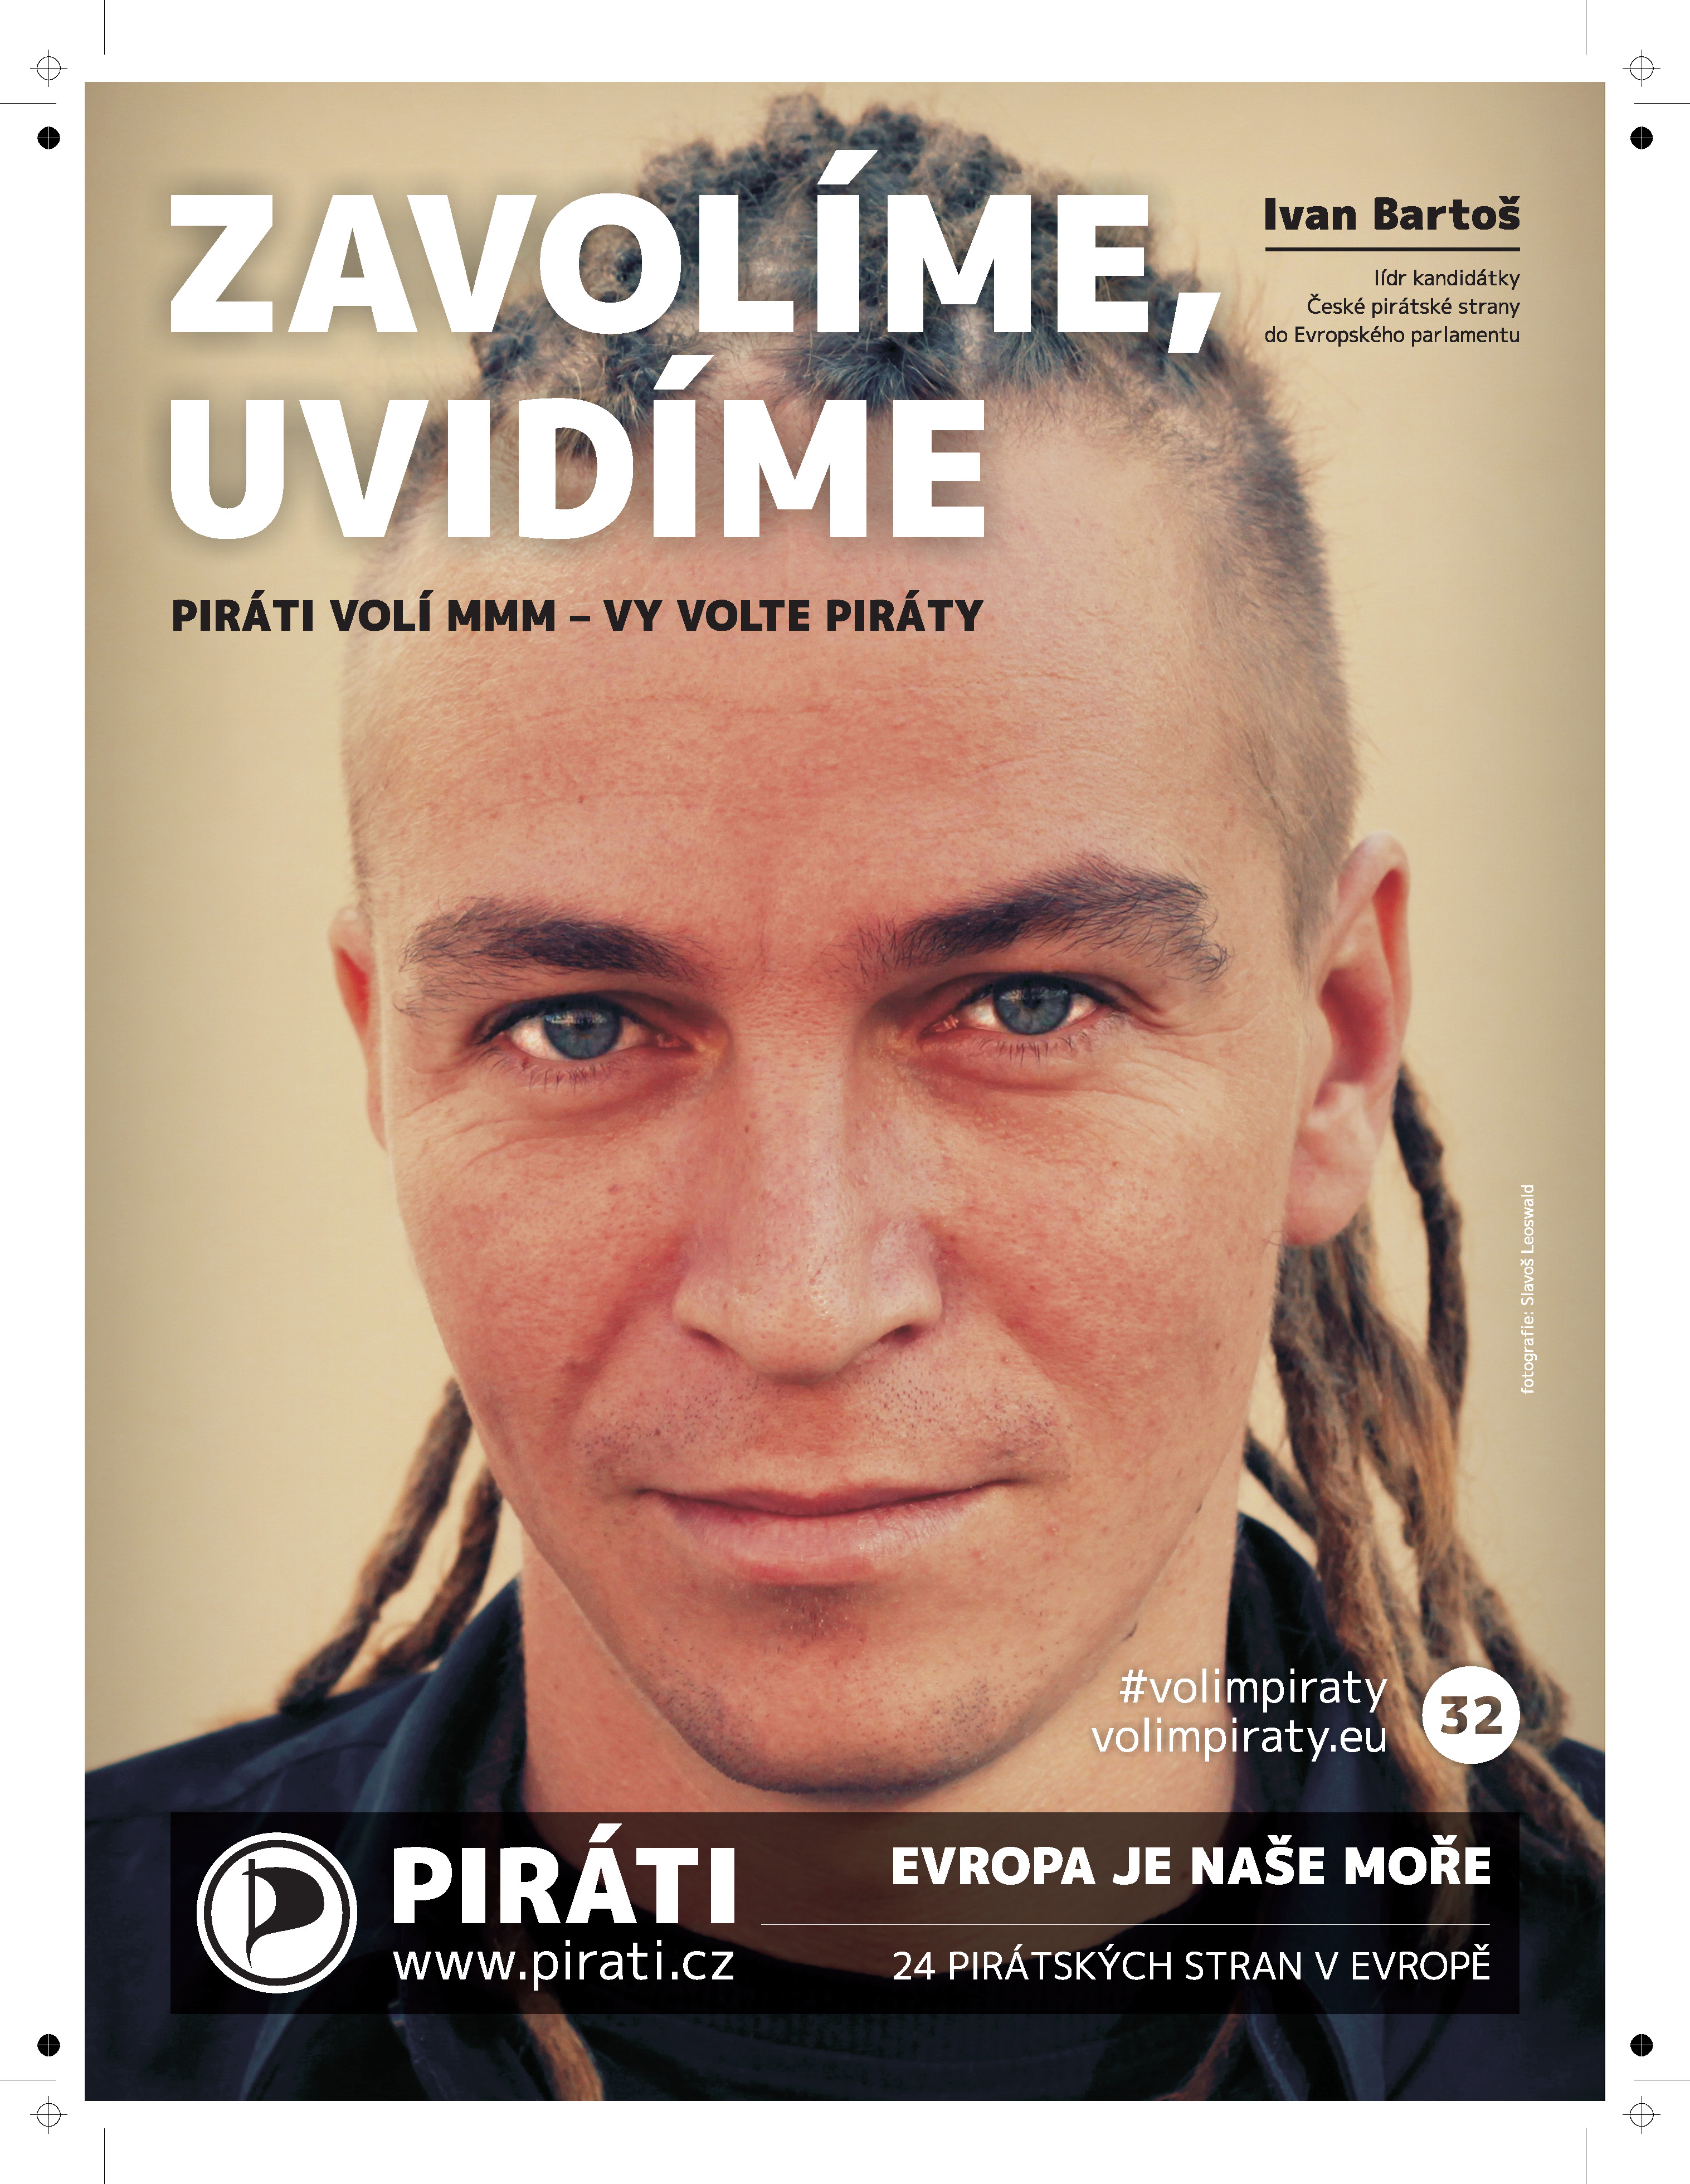 ZAVOLÍME,
UVIDÍME
PIRÁTI VOLÍ MMM – VY VOLTE PIRÁTY
Ivan Bartoš
lídr kandidátky
České pirátské strany
do Evropského parlamentu
fotografie: Slavoš Leoswald
#volimpiraty
volimpiraty.eu
32
PIRÁTI
www.pirati.cz
EVROPA JE NAŠE MOŘE
24 PIRÁTSKÝCH STRAN V EVROPĚ